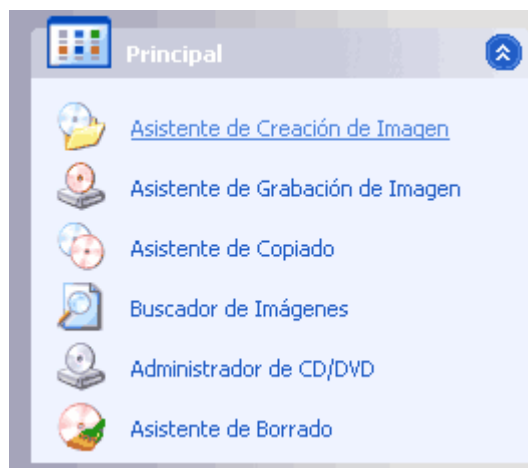 Principal
Asistente de Creación de Imagen
Asistente de Grabación de Imagen
Asistente de Copiado
Buscador de Imágenes
Administrador de CD/DVD
Asistente de Borrado